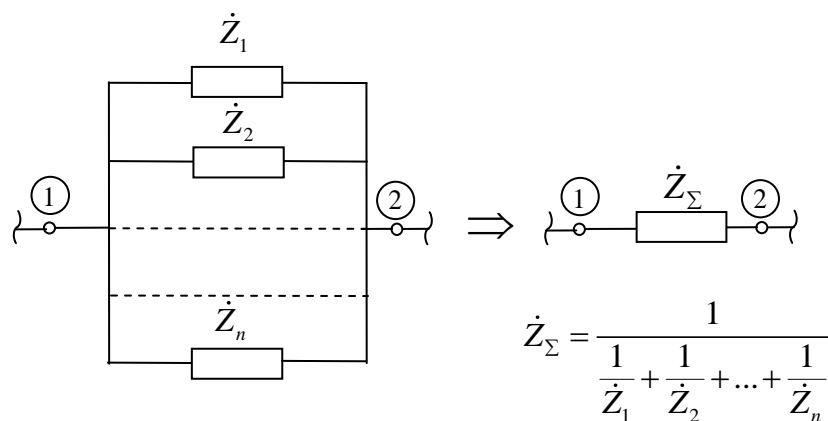 Ż₁
Ż₂
1 2 ⇒ 1 Ż_Σ 2
Ż_n
Ż_Σ = 1 / (1/Ż₁ + 1/Ż₂ + ... + 1/Ż_n)